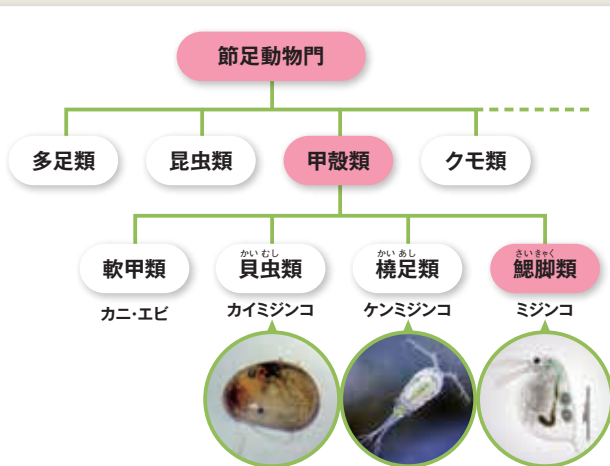 節足動物門
多足類 昆虫類 甲殻類 クモ類
かいむし かいあし さいきゃく
軟甲類 貝虫類 橈足類 鰓脚類
カニ・エビ カイミジンコ ケンミジンコ ミジンコ